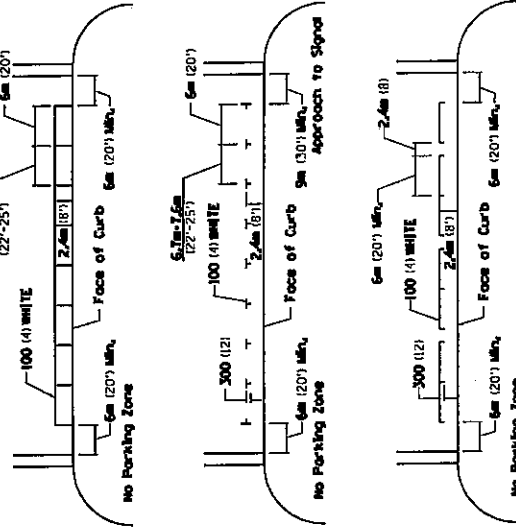 6m (20')
(22'-25')
100 (4) WHITE
2.4m (8')
Face of Curb
6m (20') Min.
6m (20') Min.
No Parking Zone
6m (20')
6.7m-7.6m
(22'-25')
100 (4) WHITE
300 (12)
2.4m (8')
Face of Curb
6m (20') Min.
9m (30') Min.
No Parking Zone
Approach to Signal
2.4m (8)
6m (20') Min.
100 (4) WHITE
300 (12)
2.4m (8')
Face of Curb
6m (20') Min.
6m (20') Min.
No Parking Zone